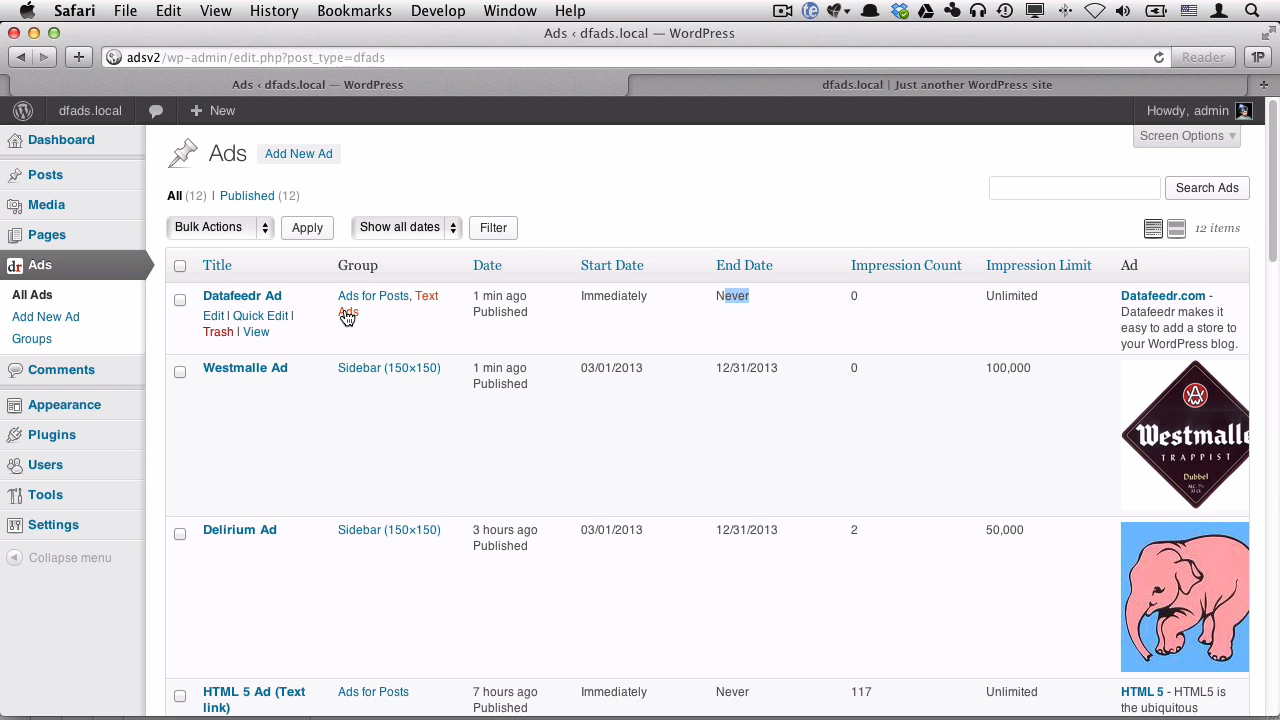 Safari File Edit View History Bookmarks Develop Window Help
Ads ‹ dfads.local — WordPress
adsv2/wp-admin/edit.php?post_type=dfads
Reader
1P
Ads ‹ dfads.local — WordPress
dfads.local | Just another WordPress site
dfads.local
New
Howdy, admin
Dashboard
Posts
Media
Pages
Ads
All Ads
Add New Ad
Groups
Comments
Appearance
Plugins
Users
Tools
Settings
Collapse menu
Screen Options
Ads
Add New Ad
All (12) | Published (12)
Search Ads
Bulk Actions
Apply
Show all dates
Filter
12 items
Title Group Date Start Date End Date Impression Count Impression Limit Ad
Datafeedr Ad
Edit | Quick Edit |
Trash | View
Ads for Posts, Text
Ads
1 min ago
Published
Immediately
Never
0
Unlimited
Datafeedr.com -
Datafeedr makes it
easy to add a store to
your WordPress blog.
Westmalle Ad
Sidebar (150×150)
1 min ago
Published
03/01/2013
12/31/2013
0
100,000
Westmalle
TRAPPIST
Dubbel
Delirium Ad
Sidebar (150×150)
3 hours ago
Published
03/01/2013
12/31/2013
2
50,000
HTML 5 Ad (Text
link)
Ads for Posts
7 hours ago
Published
Immediately
Never
117
Unlimited
HTML 5 - HTML5 is
the ubiquitous